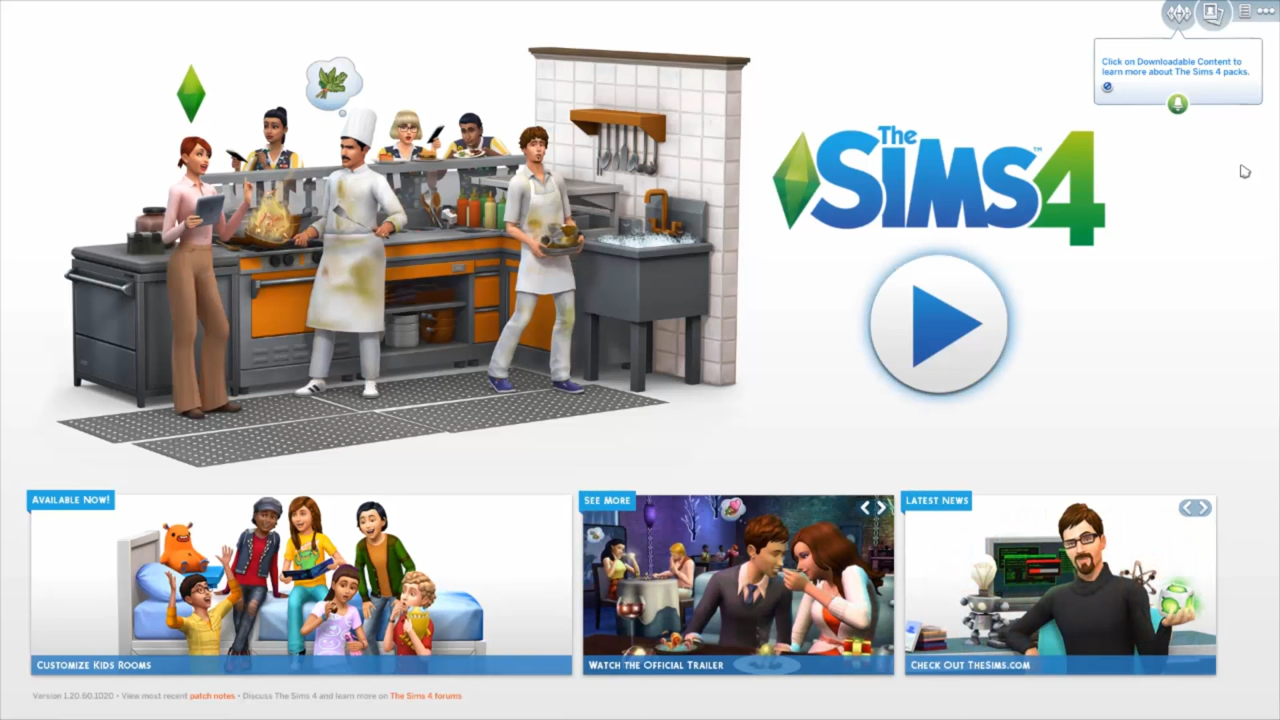 Click on Downloadable Content to
learn more about The Sims 4 packs.
The
SIMS 4™
AVAILABLE NOW!
CUSTOMIZE KIDS ROOMS
SEE MORE
WATCH THE OFFICIAL TRAILER
LATEST NEWS
CHECK OUT THESIMS.COM
Version 1.20.60.1020 • View most recent patch notes • Discuss The Sims 4 and learn more on The Sims 4 forums